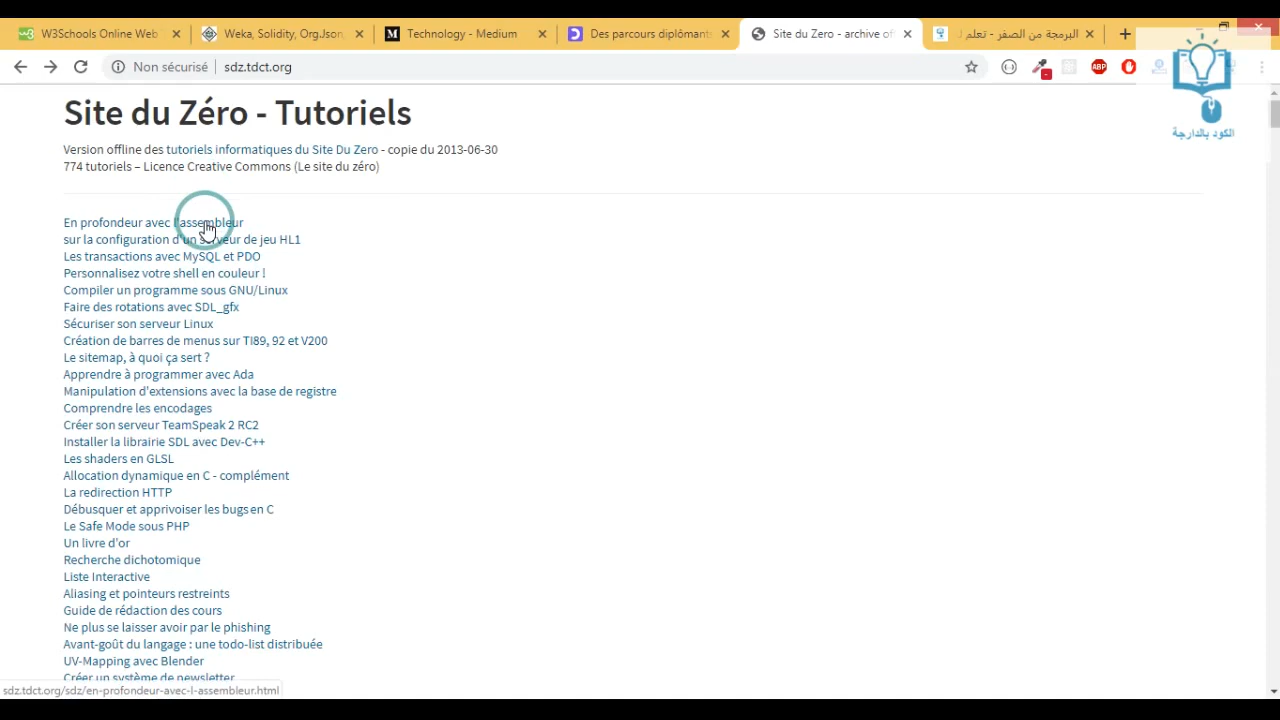 W3Schools Online Web
Weka, Solidity, OrgJson,
Technology - Medium
Des parcours diplômants
Site du Zero - archive of
البرمجة من الصفر - تعلم ا
Non sécurisé
sdz.tdct.org
ABP
الكود بالدارجة
Site du Zéro - Tutoriels
Version offline des tutoriels informatiques du Site Du Zero - copie du 2013-06-30
774 tutoriels – Licence Creative Commons (Le site du zéro)
En profondeur avec l'assembleur
sur la configuration d'un serveur de jeu HL1
Les transactions avec MySQL et PDO
Personnalisez votre shell en couleur !
Compiler un programme sous GNU/Linux
Faire des rotations avec SDL_gfx
Sécuriser son serveur Linux
Création de barres de menus sur TI89, 92 et V200
Le sitemap, à quoi ça sert ?
Apprendre à programmer avec Ada
Manipulation d'extensions avec la base de registre
Comprendre les encodages
Créer son serveur TeamSpeak 2 RC2
Installer la librairie SDL avec Dev-C++
Les shaders en GLSL
Allocation dynamique en C - complément
La redirection HTTP
Débusquer et apprivoiser les bugs en C
Le Safe Mode sous PHP
Un livre d'or
Recherche dichotomique
Liste Interactive
Aliasing et pointeurs restreints
Guide de rédaction des cours
Ne plus se laisser avoir par le phishing
Avant-goût du langage : une todo-list distribuée
UV-Mapping avec Blender
Créer un système de newsletter
sdz.tdct.org/sdz/en-profondeur-avec-l-assembleur.html